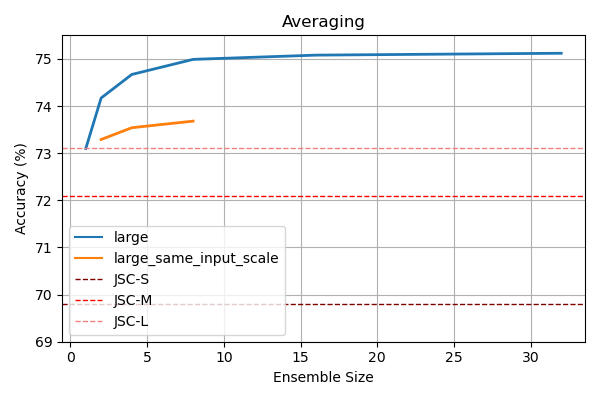 Averaging
75
74
73
72
71
70
69
Accuracy (%)
large
large_same_input_scale
JSC-S
JSC-M
JSC-L
0 5 10 15 20 25 30
Ensemble Size